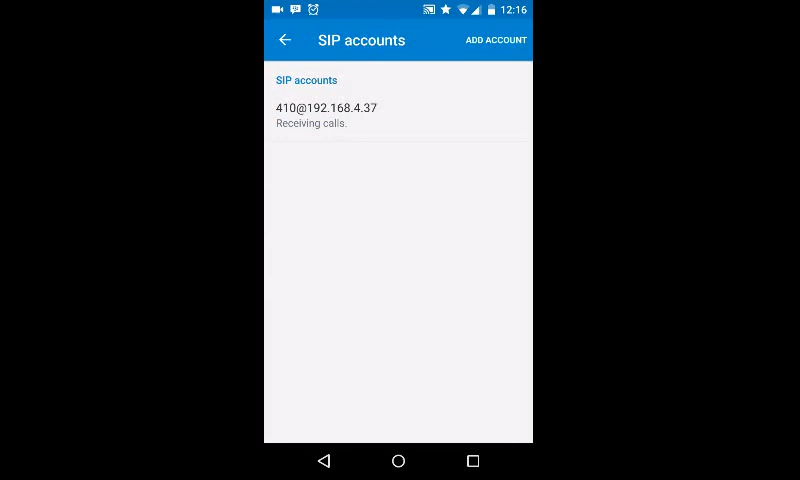 12:16
SIP accounts
ADD ACCOUNT
SIP accounts
410@192.168.4.37
Receiving calls.